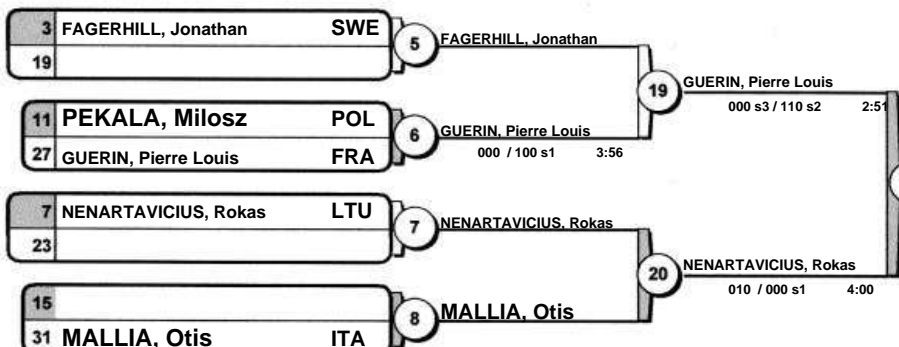 3 FAGERHILL, Jonathan SWE
19
5
FAGERHILL, Jonathan
11 PEKALA, Milosz POL
27 GUERIN, Pierre Louis FRA
6
GUERIN, Pierre Louis
000 / 100 s1 3:56
19
GUERIN, Pierre Louis
000 s3 / 110 s2 2:51
7 NENARTAVICIUS, Rokas LTU
23
7
NENARTAVICIUS, Rokas
15
31 MALLIA, Otis ITA
8
MALLIA, Otis
20
NENARTAVICIUS, Rokas
010 / 000 s1 4:00